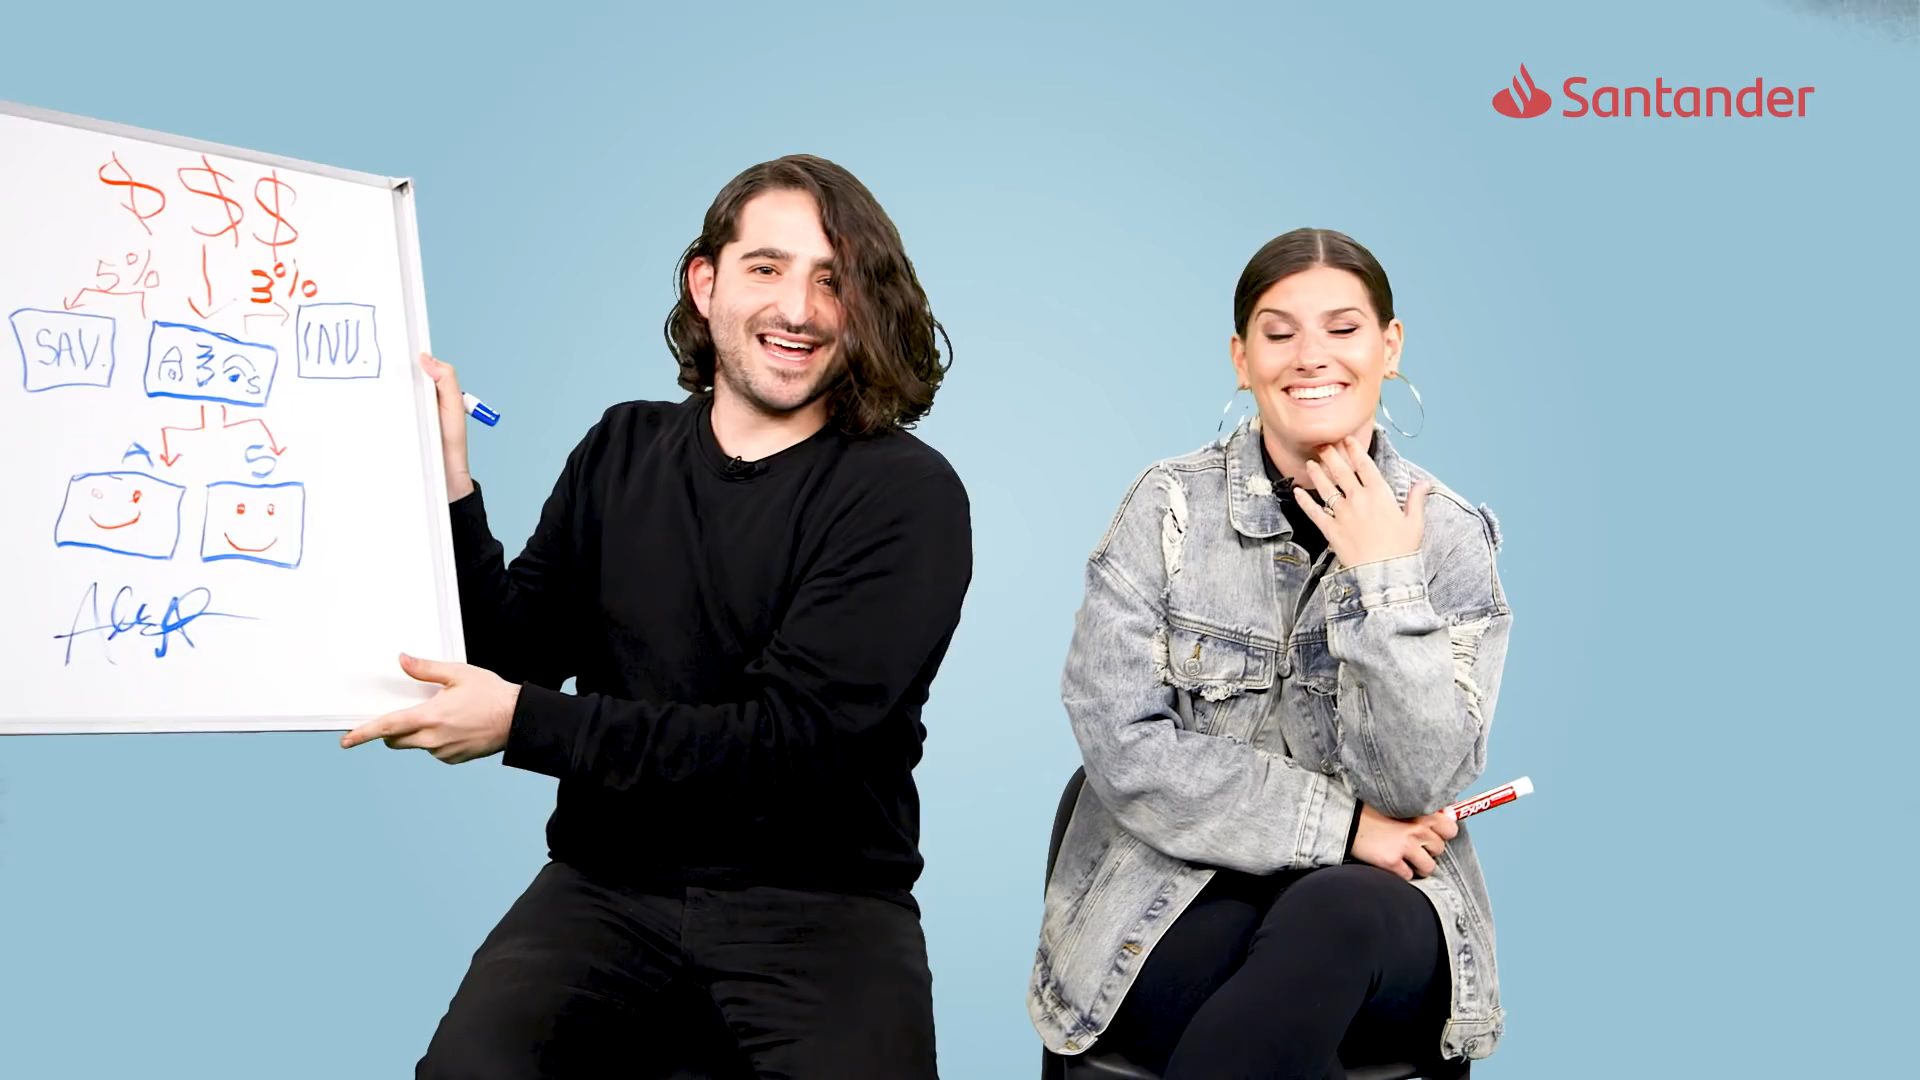 Santander
$ $ $
5% 3%
SAV. INV.
A S
EXPO